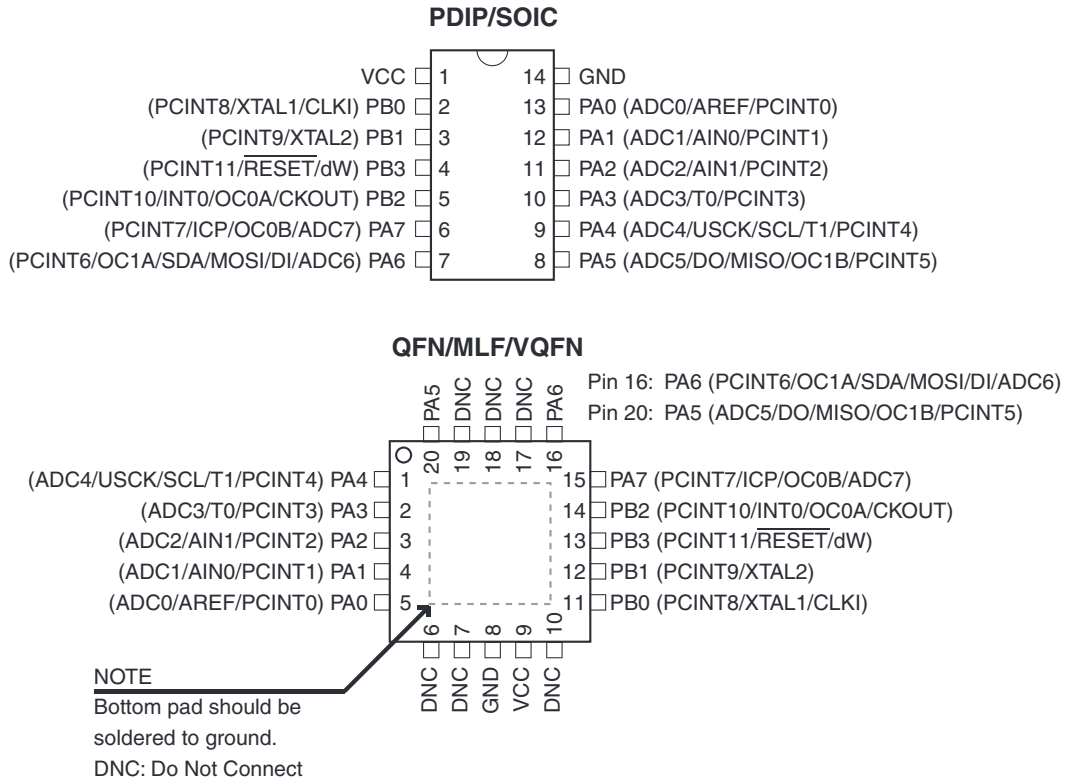 PDIP/SOIC
VCC 1 14 GND
(PCINT8/XTAL1/CLKI) PB0 2 13 PA0 (ADC0/AREF/PCINT0)
(PCINT9/XTAL2) PB1 3 12 PA1 (ADC1/AIN0/PCINT1)
(PCINT11/RESET/dW) PB3 4 11 PA2 (ADC2/AIN1/PCINT2)
(PCINT10/INT0/OC0A/CKOUT) PB2 5 10 PA3 (ADC3/T0/PCINT3)
(PCINT7/ICP/OC0B/ADC7) PA7 6 9 PA4 (ADC4/USCK/SCL/T1/PCINT4)
(PCINT6/OC1A/SDA/MOSI/DI/ADC6) PA6 7 8 PA5 (ADC5/DO/MISO/OC1B/PCINT5)
QFN/MLF/VQFN
Pin 16: PA6 (PCINT6/OC1A/SDA/MOSI/DI/ADC6)
Pin 20: PA5 (ADC5/DO/MISO/OC1B/PCINT5)
PA5 DNC DNC DNC PA6
20 19 18 17 16
(ADC4/USCK/SCL/T1/PCINT4) PA4 1 15 PA7 (PCINT7/ICP/OC0B/ADC7)
(ADC3/T0/PCINT3) PA3 2 14 PB2 (PCINT10/INT0/OC0A/CKOUT)
(ADC2/AIN1/PCINT2) PA2 3 13 PB3 (PCINT11/RESET/dW)
(ADC1/AIN0/PCINT1) PA1 4 12 PB1 (PCINT9/XTAL2)
(ADC0/AREF/PCINT0) PA0 5 11 PB0 (PCINT8/XTAL1/CLKI)
6 7 8 9 10
DNC DNC GND VCC DNC
NOTE
Bottom pad should be
soldered to ground.
DNC: Do Not Connect